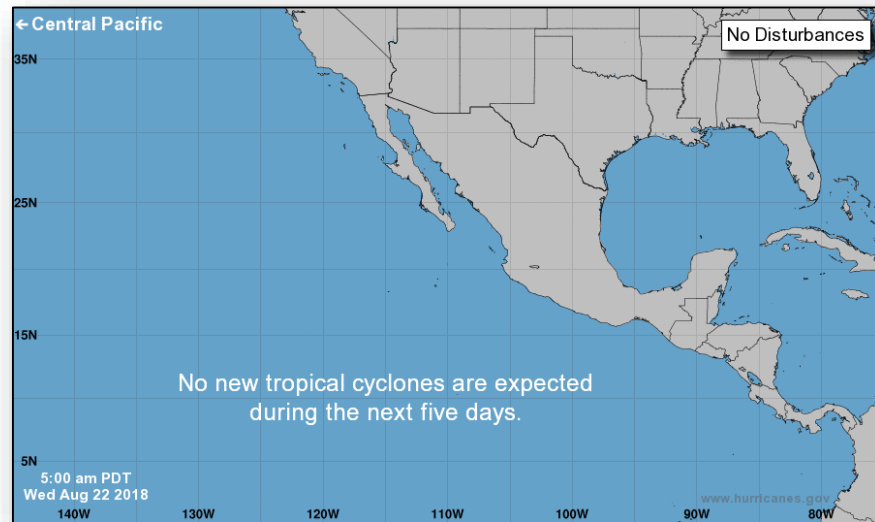 ← Central Pacific
No Disturbances
35N
25N
15N
No new tropical cyclones are expected
during the next five days.
5N
5:00 am PDT
Wed Aug 22 2018
www.hurricanes.gov
140W 130W 120W 110W 100W 90W 80W